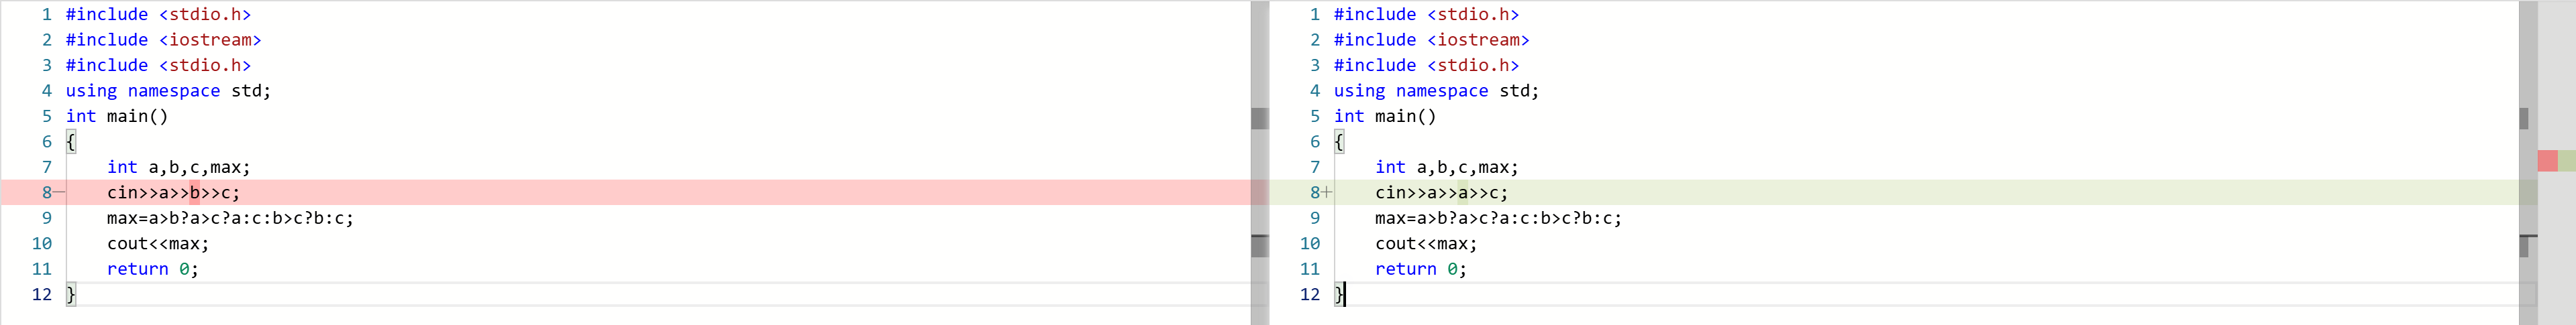 1 #include <stdio.h>
2 #include <iostream>
3 #include <stdio.h>
4 using namespace std;
5 int main()
6 {
7 int a,b,c,max;
8− cin>>a>>b>>c;
9 max=a>b?a>c?a:c:b>c?b:c;
10 cout<<max;
11 return 0;
12 }
1 #include <stdio.h>
2 #include <iostream>
3 #include <stdio.h>
4 using namespace std;
5 int main()
6 {
7 int a,b,c,max;
8+ cin>>a>>a>>c;
9 max=a>b?a>c?a:c:b>c?b:c;
10 cout<<max;
11 return 0;
12 }